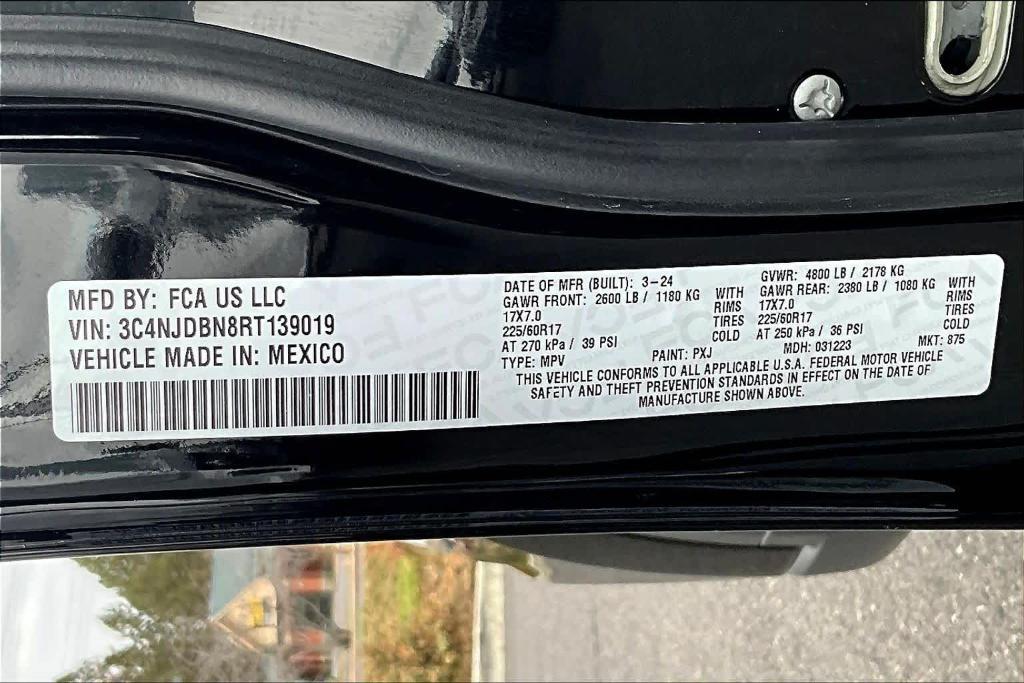 MFD BY: FCA US LLC
VIN: 3C4NJDBN8RT139019
VEHICLE MADE IN: MEXICO
DATE OF MFR (BUILT): 3-24
GAWR FRONT: 2600 LB / 1180 KG WITH
17X7.0 RIMS
225/60R17 TIRES
AT 270 kPa / 39 PSI COLD
TYPE: MPV PAINT: PXJ
GVWR: 4800 LB / 2178 KG
GAWR REAR: 2380 LB / 1080 KG WITH
17X7.0 RIMS
225/60R17 TIRES
AT 250 kPa / 36 PSI COLD
MDH: 031223 MKT: 875
THIS VEHICLE CONFORMS TO ALL APPLICABLE U.S.A. FEDERAL MOTOR VEHICLE
SAFETY AND THEFT PREVENTION STANDARDS IN EFFECT ON THE DATE OF
MANUFACTURE SHOWN ABOVE.